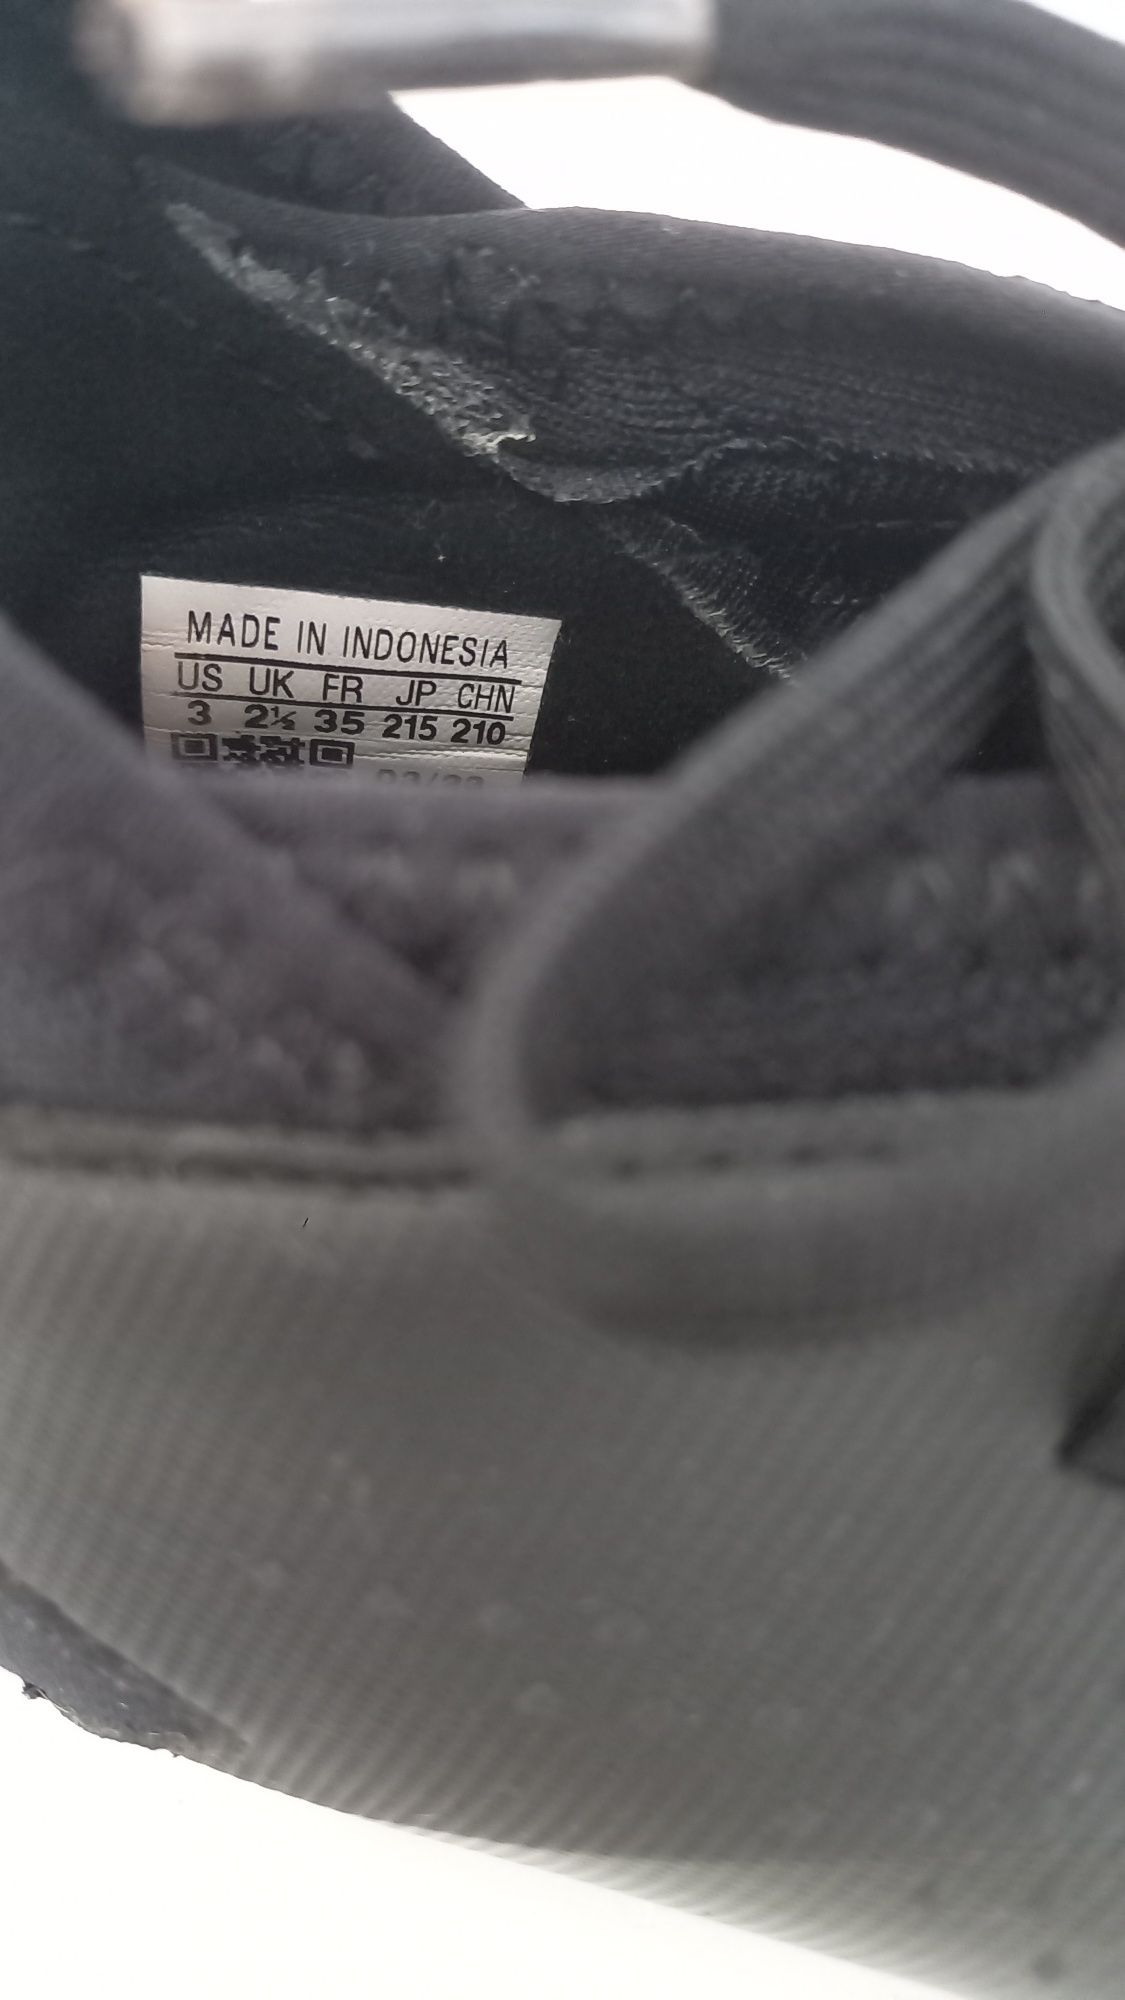 MADE IN INDONESIA
US UK FR JP CHN
3 2½ 35 215 210